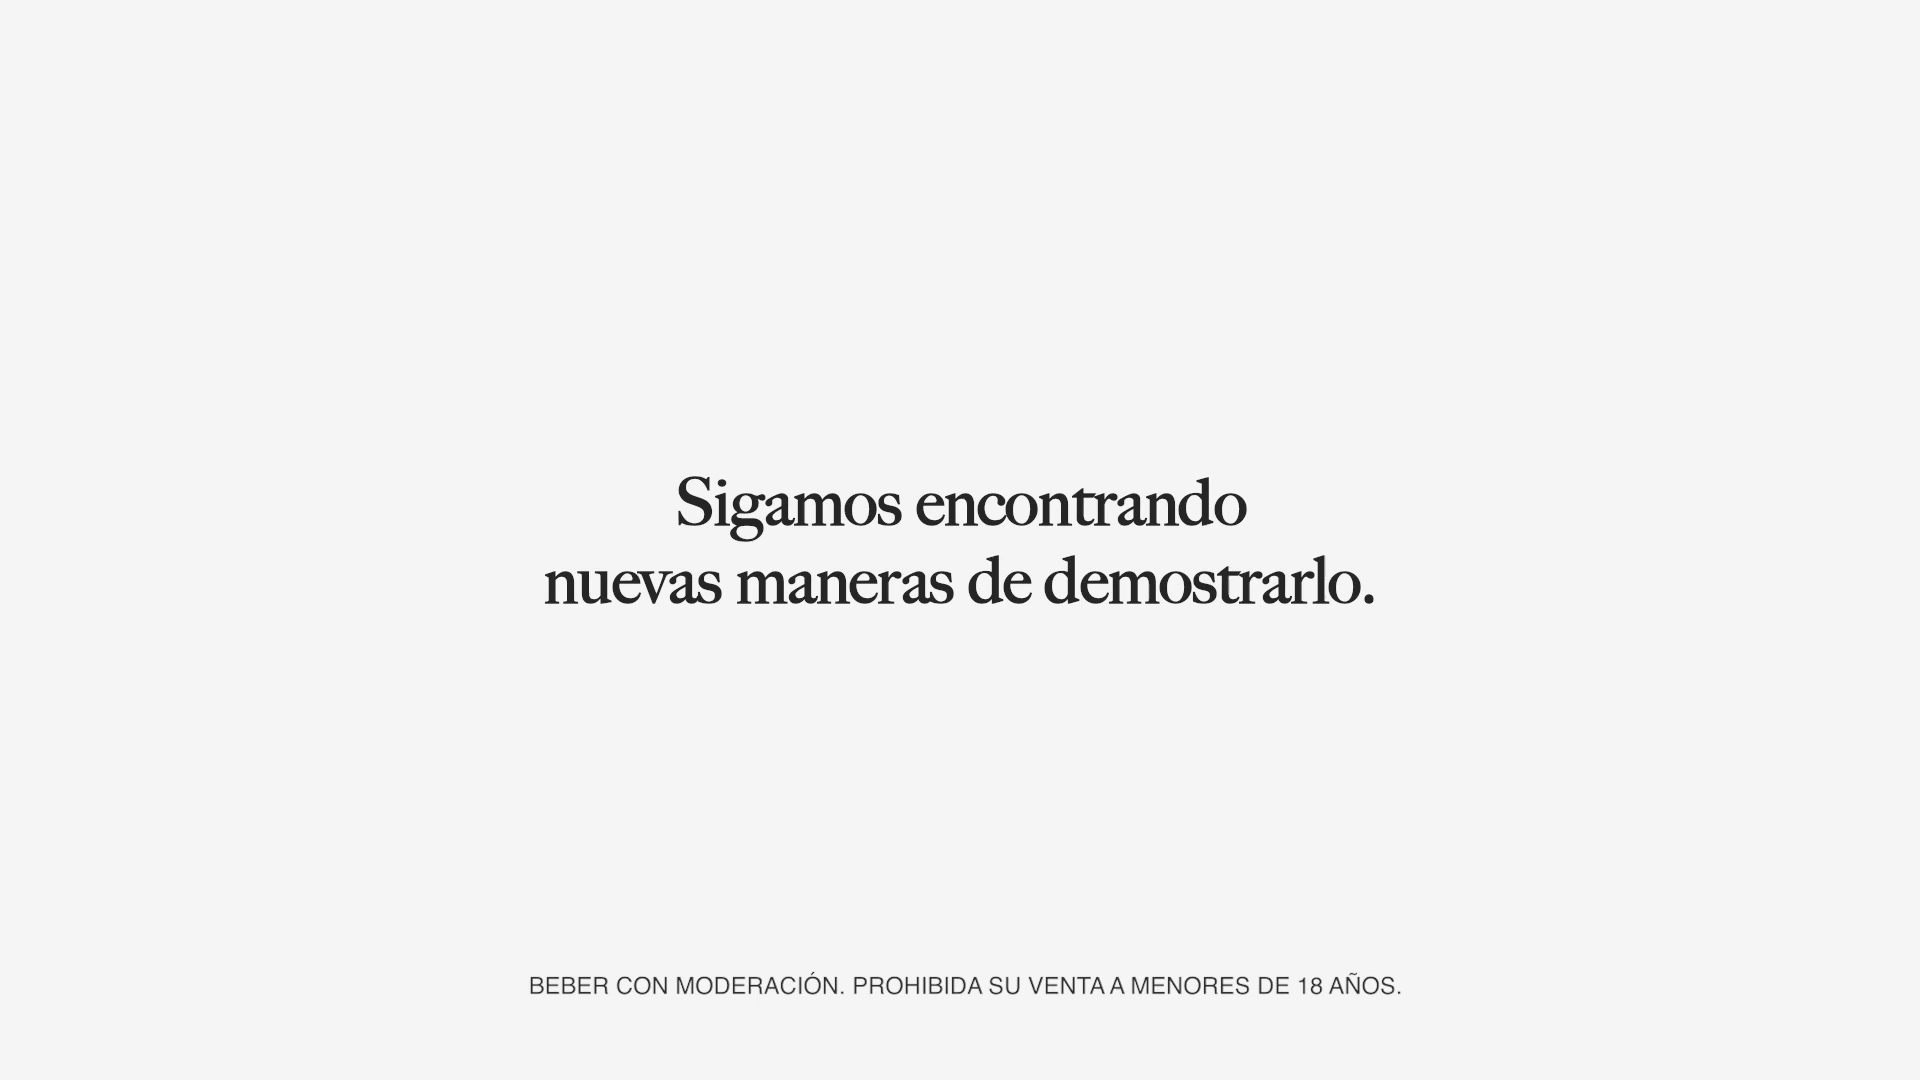 Sigamos encontrando
nuevas maneras de demostrarlo.
BEBER CON MODERACIÓN. PROHIBIDA SU VENTA A MENORES DE 18 AÑOS.